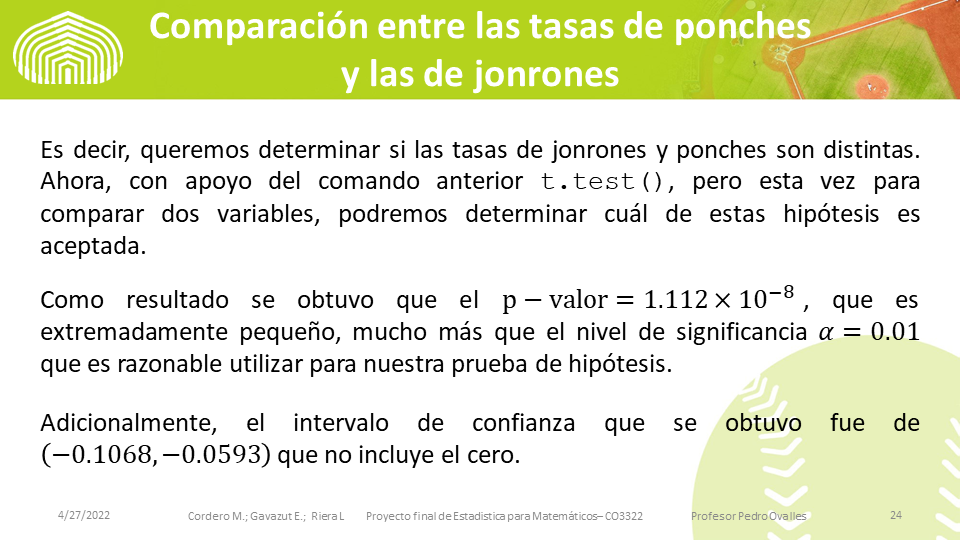 Comparación entre las tasas de ponches
y las de jonrones
Es decir, queremos determinar si las tasas de jonrones y ponches son distintas.
Ahora, con apoyo del comando anterior t.test(), pero esta vez para
comparar dos variables, podremos determinar cuál de estas hipótesis es
aceptada.
Como resultado se obtuvo que el p − valor = 1.112 × 10⁻⁸ , que es
extremadamente pequeño, mucho más que el nivel de significancia α = 0.01
que es razonable utilizar para nuestra prueba de hipótesis.
Adicionalmente, el intervalo de confianza que se obtuvo fue de
(−0.1068, −0.0593) que no incluye el cero.
4/27/2022 Cordero M.; Gavazut E.; Riera L Proyecto final de Estadistica para Matemáticos– CO3322 Profesor Pedro Ovalles 24